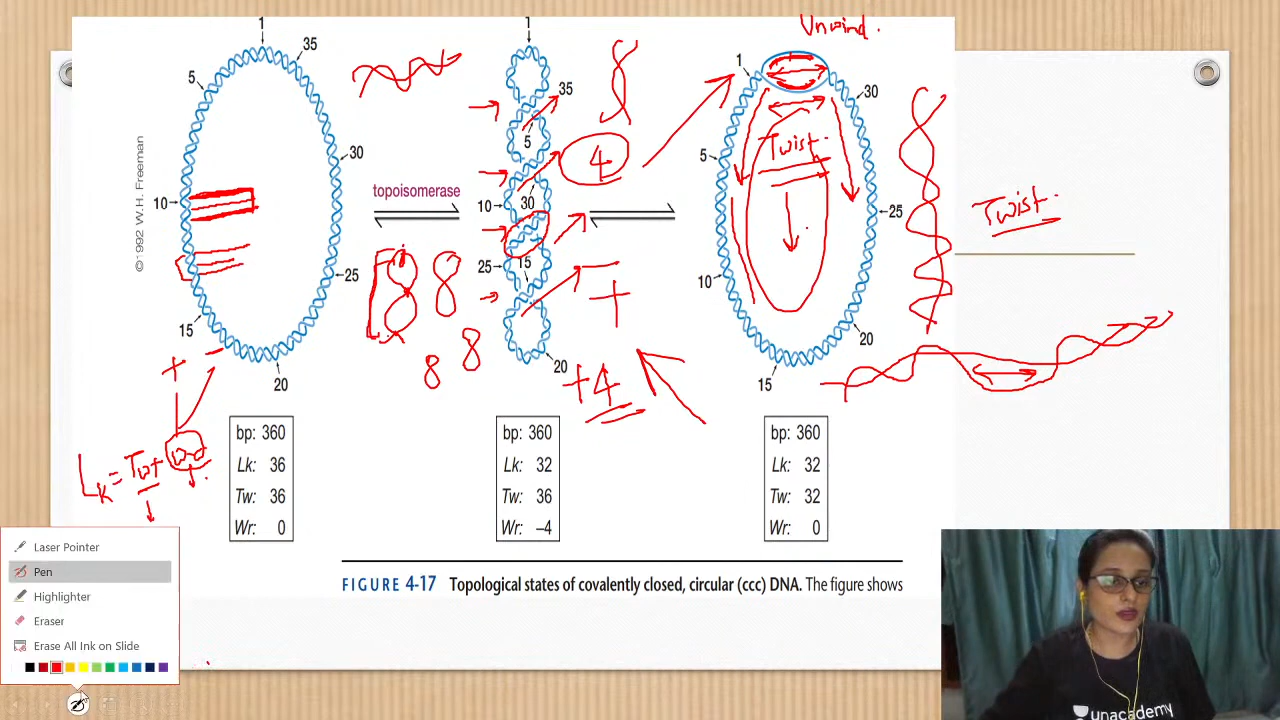 Unwind.
1
35
5
30
10
25
15
20
© 1992 W. H. Freeman
topoisomerase
1
35
5
4
10
30
25
15
20
8 8
8 8
+
+4
1
30
5
Twist.
25
10
20
15
Twist.
+
Lk = Tw +
bp: 360
Lk: 36
Tw: 36
Wr: 0
bp: 360
Lk: 32
Tw: 36
Wr: –4
bp: 360
Lk: 32
Tw: 32
Wr: 0
FIGURE 4-17 Topological states of covalently closed, circular (ccc) DNA. The figure shows
Laser Pointer
Pen
Highlighter
Eraser
Erase All Ink on Slide
unacademy